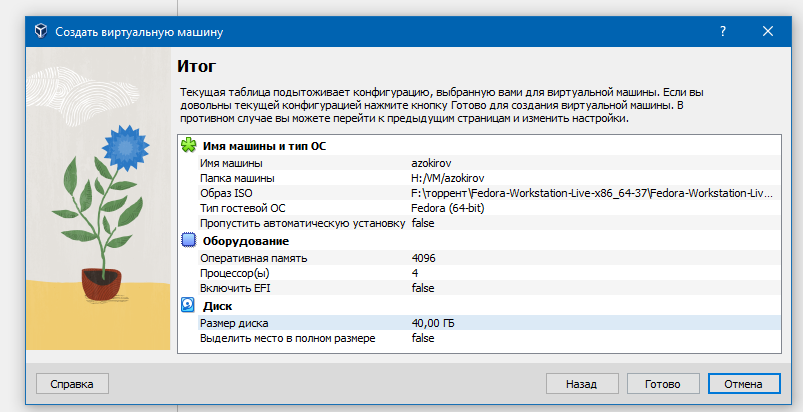 Создать виртуальную машину
?
Итог
Текущая таблица подытоживает конфигурацию, выбранную вами для виртуальной машины. Если вы
довольны текущей конфигурацией нажмите кнопку Готово для создания виртуальной машины. В
противном случае вы можете перейти к предыдущим страницам и изменить настройки.
Имя машины и тип ОС
Имя машины azokirov
Папка машины H:/VM/azokirov
Образ ISO F:\торрент\Fedora-Workstation-Live-x86_64-37\Fedora-Workstation-Liv...
Тип гостевой ОС Fedora (64-bit)
Пропустить автоматическую установку false
Оборудование
Оперативная память 4096
Процессор(ы) 4
Включить EFI false
Диск
Размер диска 40,00 ГБ
Выделить место в полном размере false
Справка Назад Готово Отмена